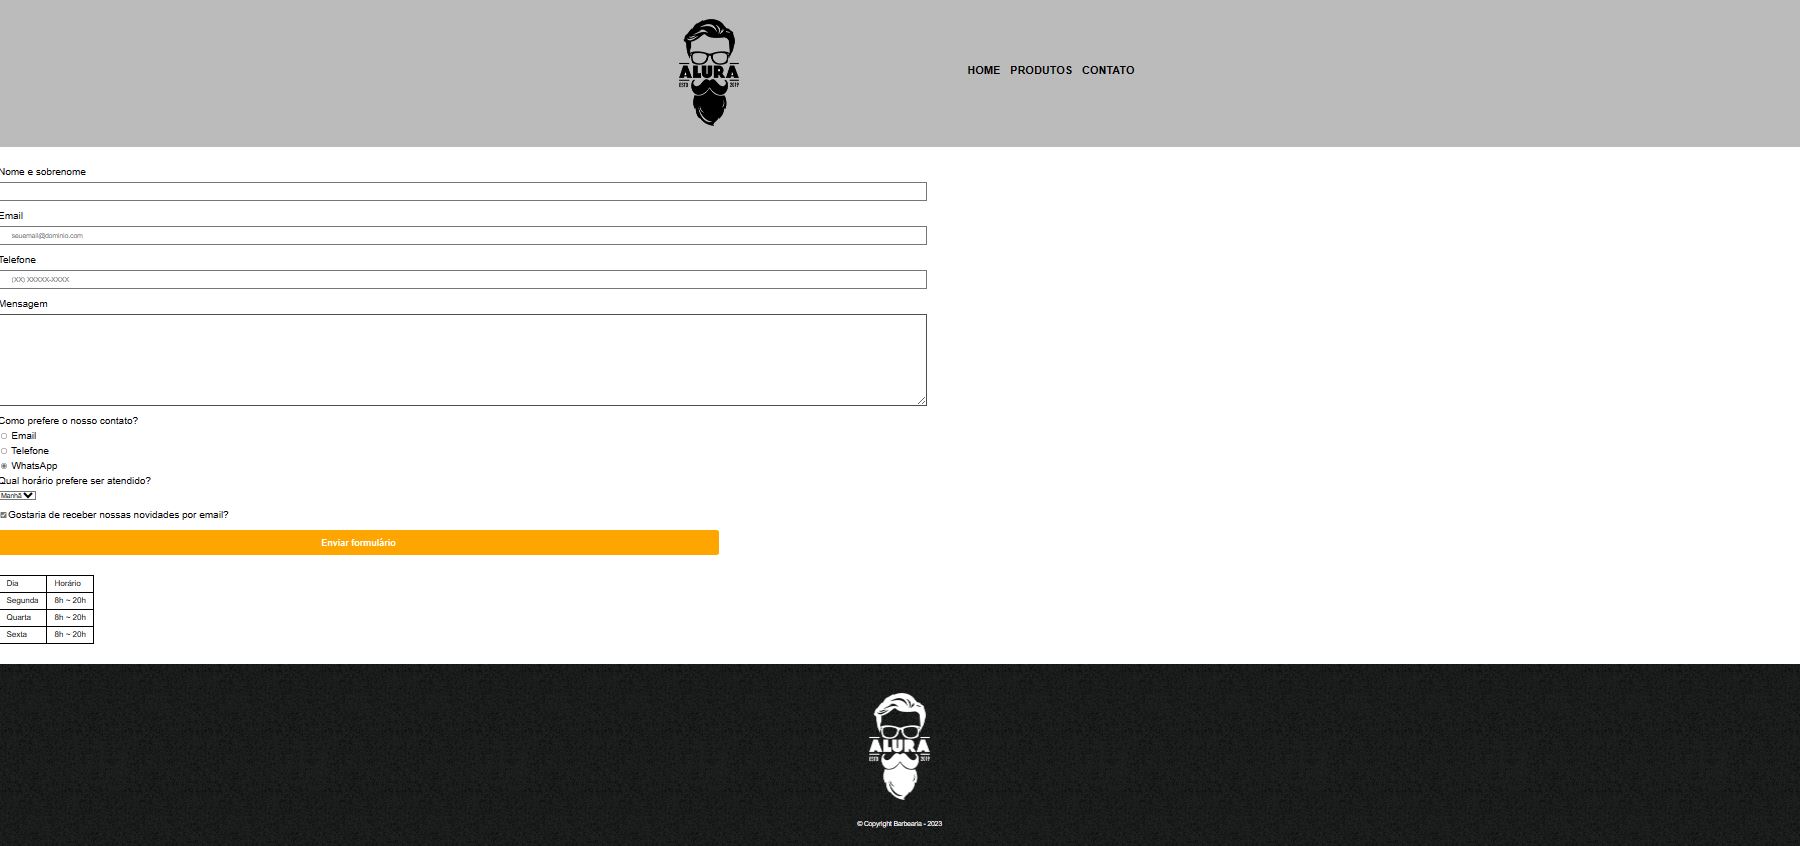 ALURA
ESTD 2019
HOME PRODUTOS CONTATO
Nome e sobrenome
Email
seuemail@dominio.com
Telefone
(XX) XXXXX-XXXX
Mensagem
Como prefere o nosso contato?
Email
Telefone
WhatsApp
Qual horário prefere ser atendido?
Manhã
Gostaria de receber nossas novidades por email?
Enviar formulário
Dia Horário
Segunda 8h ~ 20h
Quarta 8h ~ 20h
Sexta 8h ~ 20h
ALURA
ESTD 2019
© Copyright Barbearia - 2023